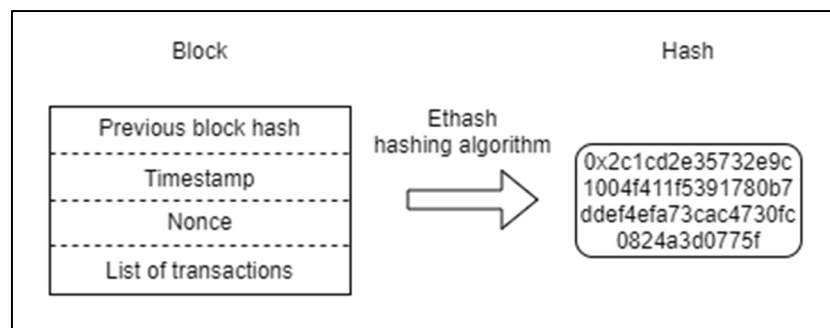 Block
Hash
Previous block hash
Timestamp
Nonce
List of transactions
Ethash
hashing algorithm
0x2c1cd2e35732e9c
1004f411f5391780b7
ddef4efa73cac4730fc
0824a3d0775f